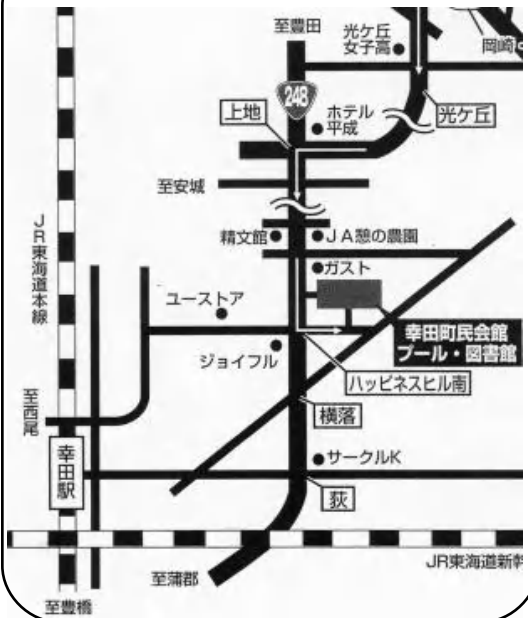 至豊田
光ケ丘
女子高
岡崎
248
上地
ホテル
平成
光ケ丘
至安城
JR東海道本線
精文館
JA憩の農園
ガスト
ユーストア
幸田町民会館
プール・図書館
ジョイフル
ハッピネスヒル南
至西尾
横落
幸田駅
サークルK
荻
JR東海道新幹
至蒲郡
至豊橋